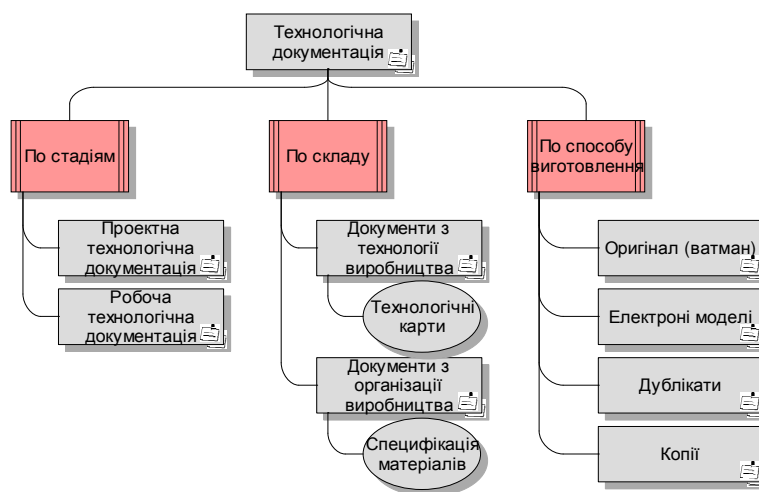 Технологічна
документація
По стадіям
По складу
По способу
виготовлення
Проектна
технологічна
документація
Робоча
технологічна
документація
Документи з
технології
виробництва
Технологічні
карти
Документи з
організації
виробництва
Специфікація
матеріалів
Оригінал (ватман)
Електроні моделі
Дублікати
Копії